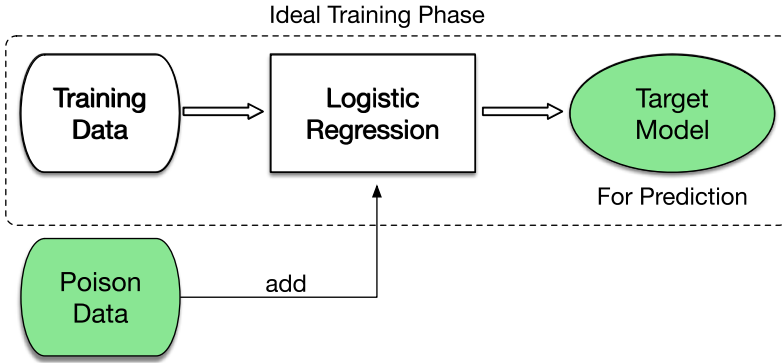 Ideal Training Phase
Training
Data
Logistic
Regression
Target
Model
For Prediction
Poison
Data
add